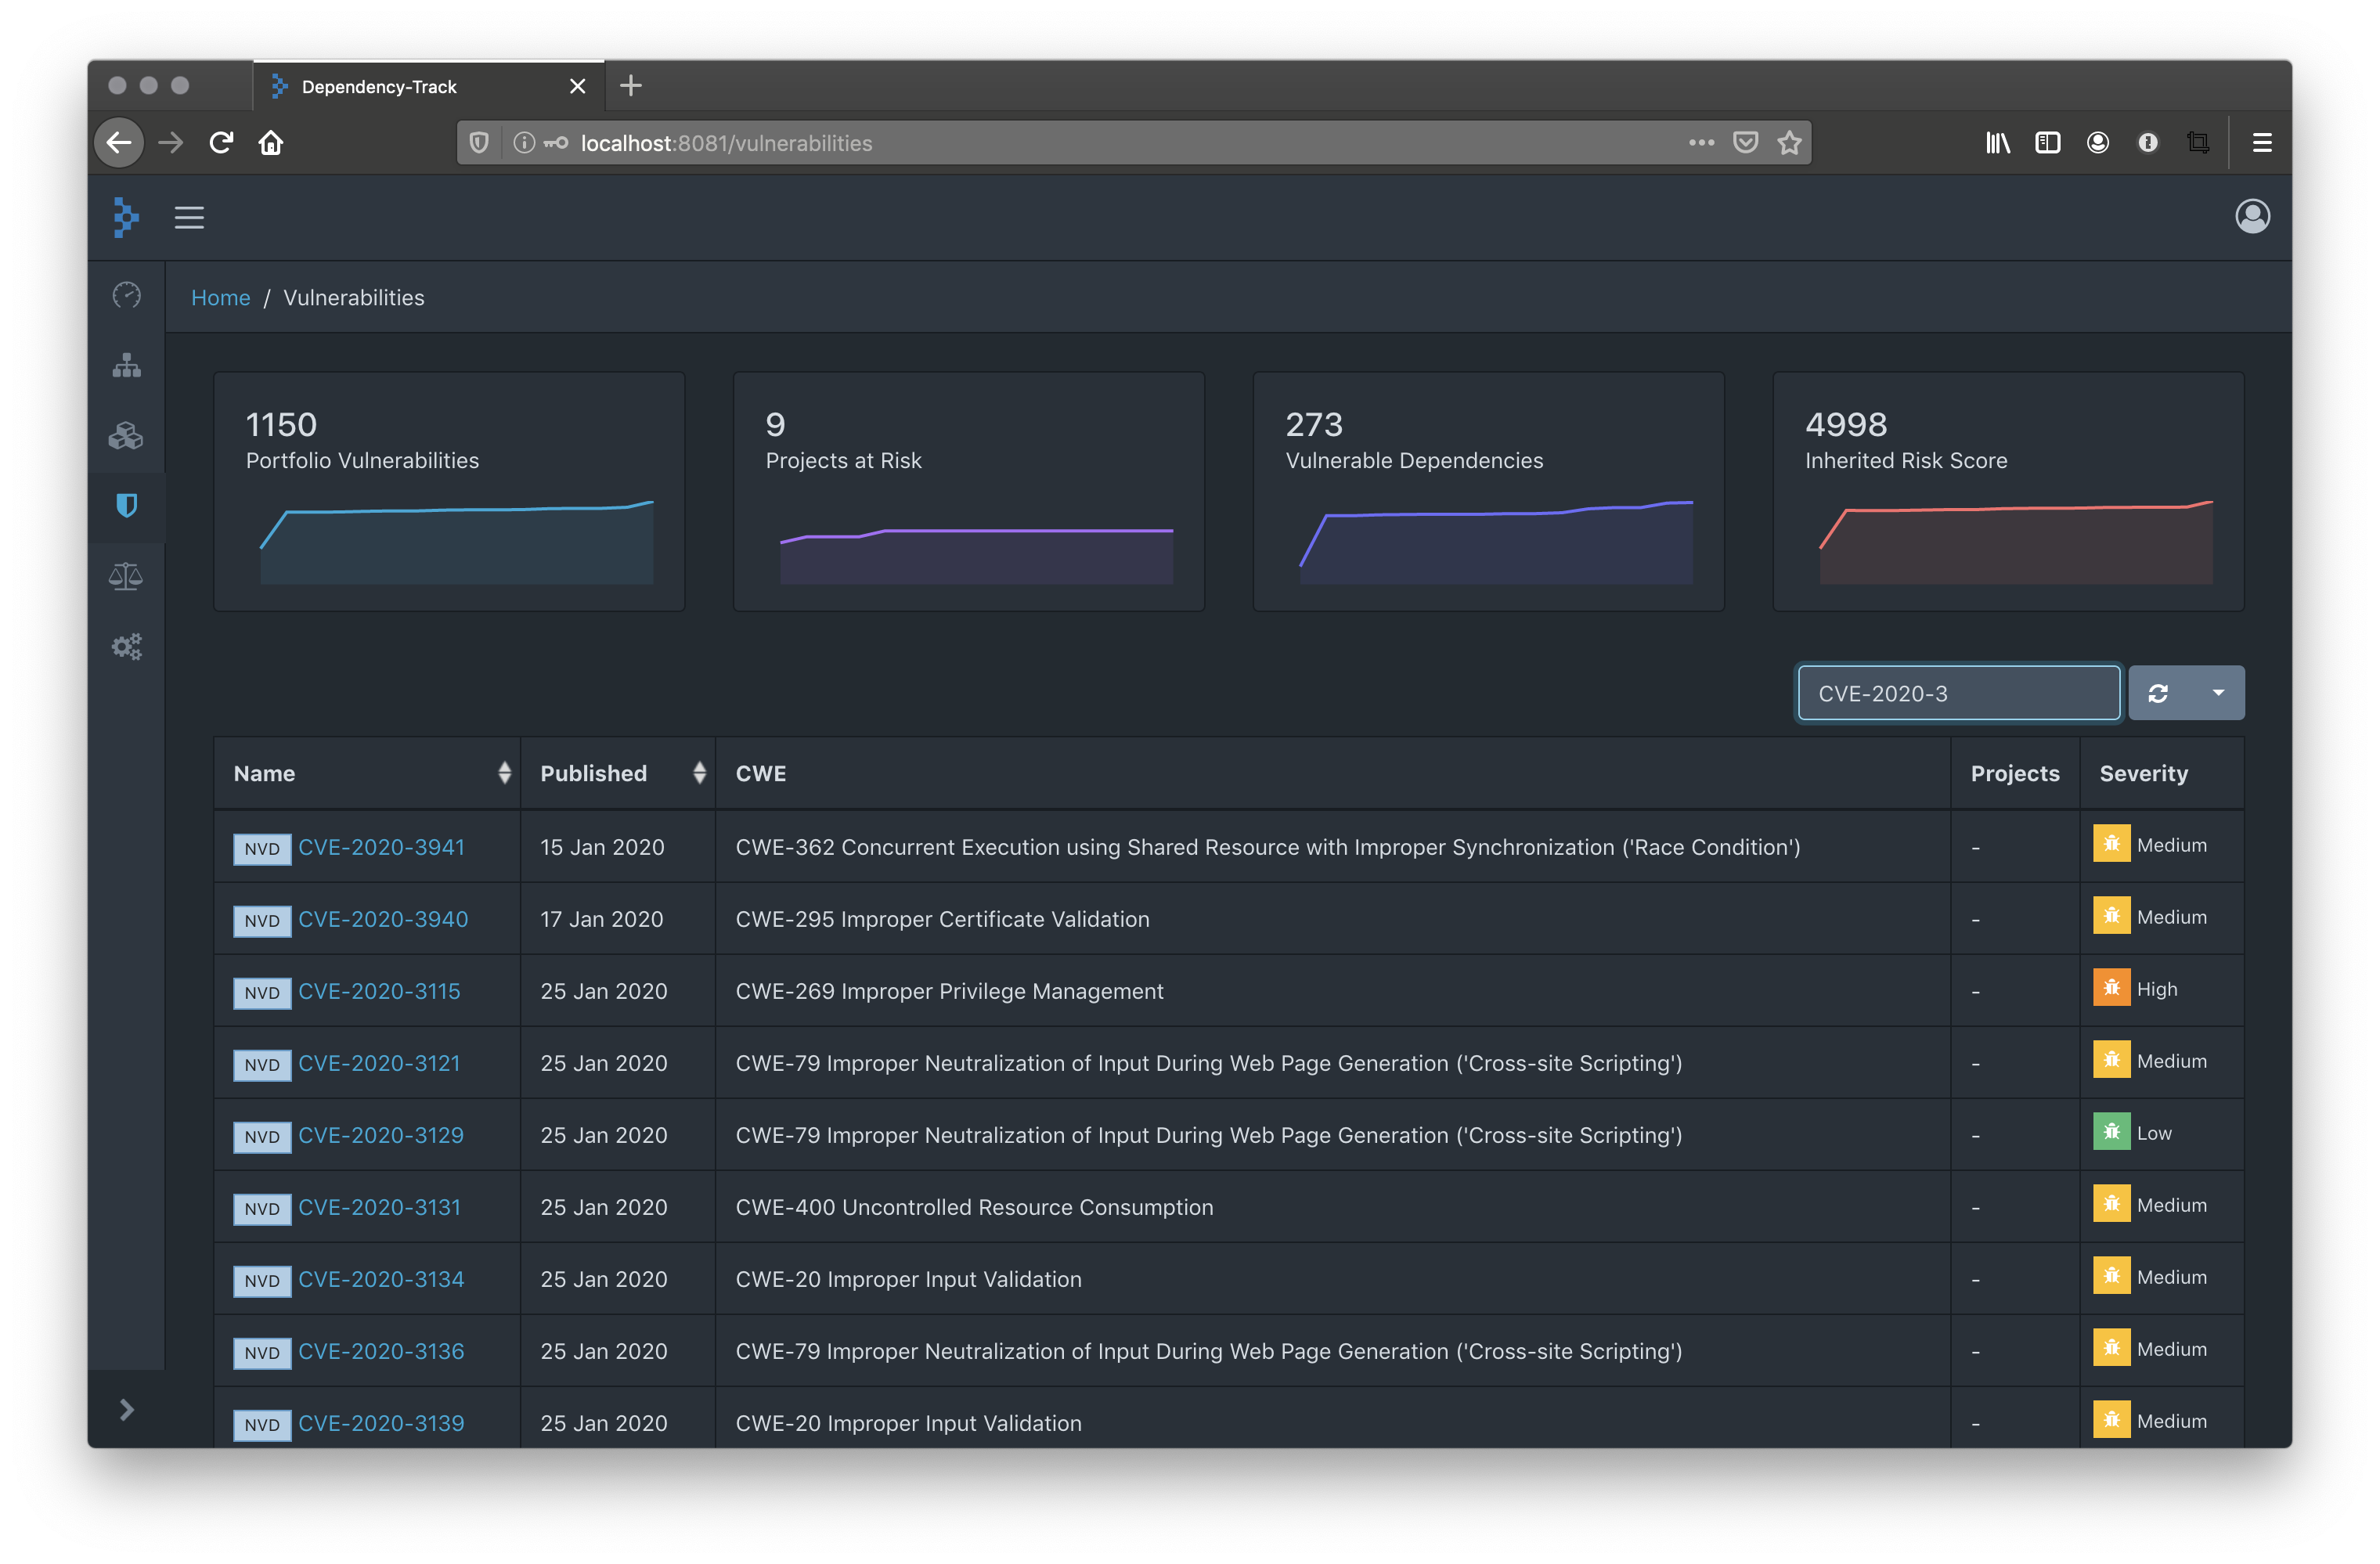 Dependency-Track
localhost:8081/vulnerabilities
Home / Vulnerabilities
1150
Portfolio Vulnerabilities
9
Projects at Risk
273
Vulnerable Dependencies
4998
Inherited Risk Score
CVE-2020-3
Name Published CWE Projects Severity
NVD CVE-2020-3941 15 Jan 2020 CWE-362 Concurrent Execution using Shared Resource with Improper Synchronization ('Race Condition') - Medium
NVD CVE-2020-3940 17 Jan 2020 CWE-295 Improper Certificate Validation - Medium
NVD CVE-2020-3115 25 Jan 2020 CWE-269 Improper Privilege Management - High
NVD CVE-2020-3121 25 Jan 2020 CWE-79 Improper Neutralization of Input During Web Page Generation ('Cross-site Scripting') - Medium
NVD CVE-2020-3129 25 Jan 2020 CWE-79 Improper Neutralization of Input During Web Page Generation ('Cross-site Scripting') - Low
NVD CVE-2020-3131 25 Jan 2020 CWE-400 Uncontrolled Resource Consumption - Medium
NVD CVE-2020-3134 25 Jan 2020 CWE-20 Improper Input Validation - Medium
NVD CVE-2020-3136 25 Jan 2020 CWE-79 Improper Neutralization of Input During Web Page Generation ('Cross-site Scripting') - Medium
NVD CVE-2020-3139 25 Jan 2020 CWE-20 Improper Input Validation - Medium